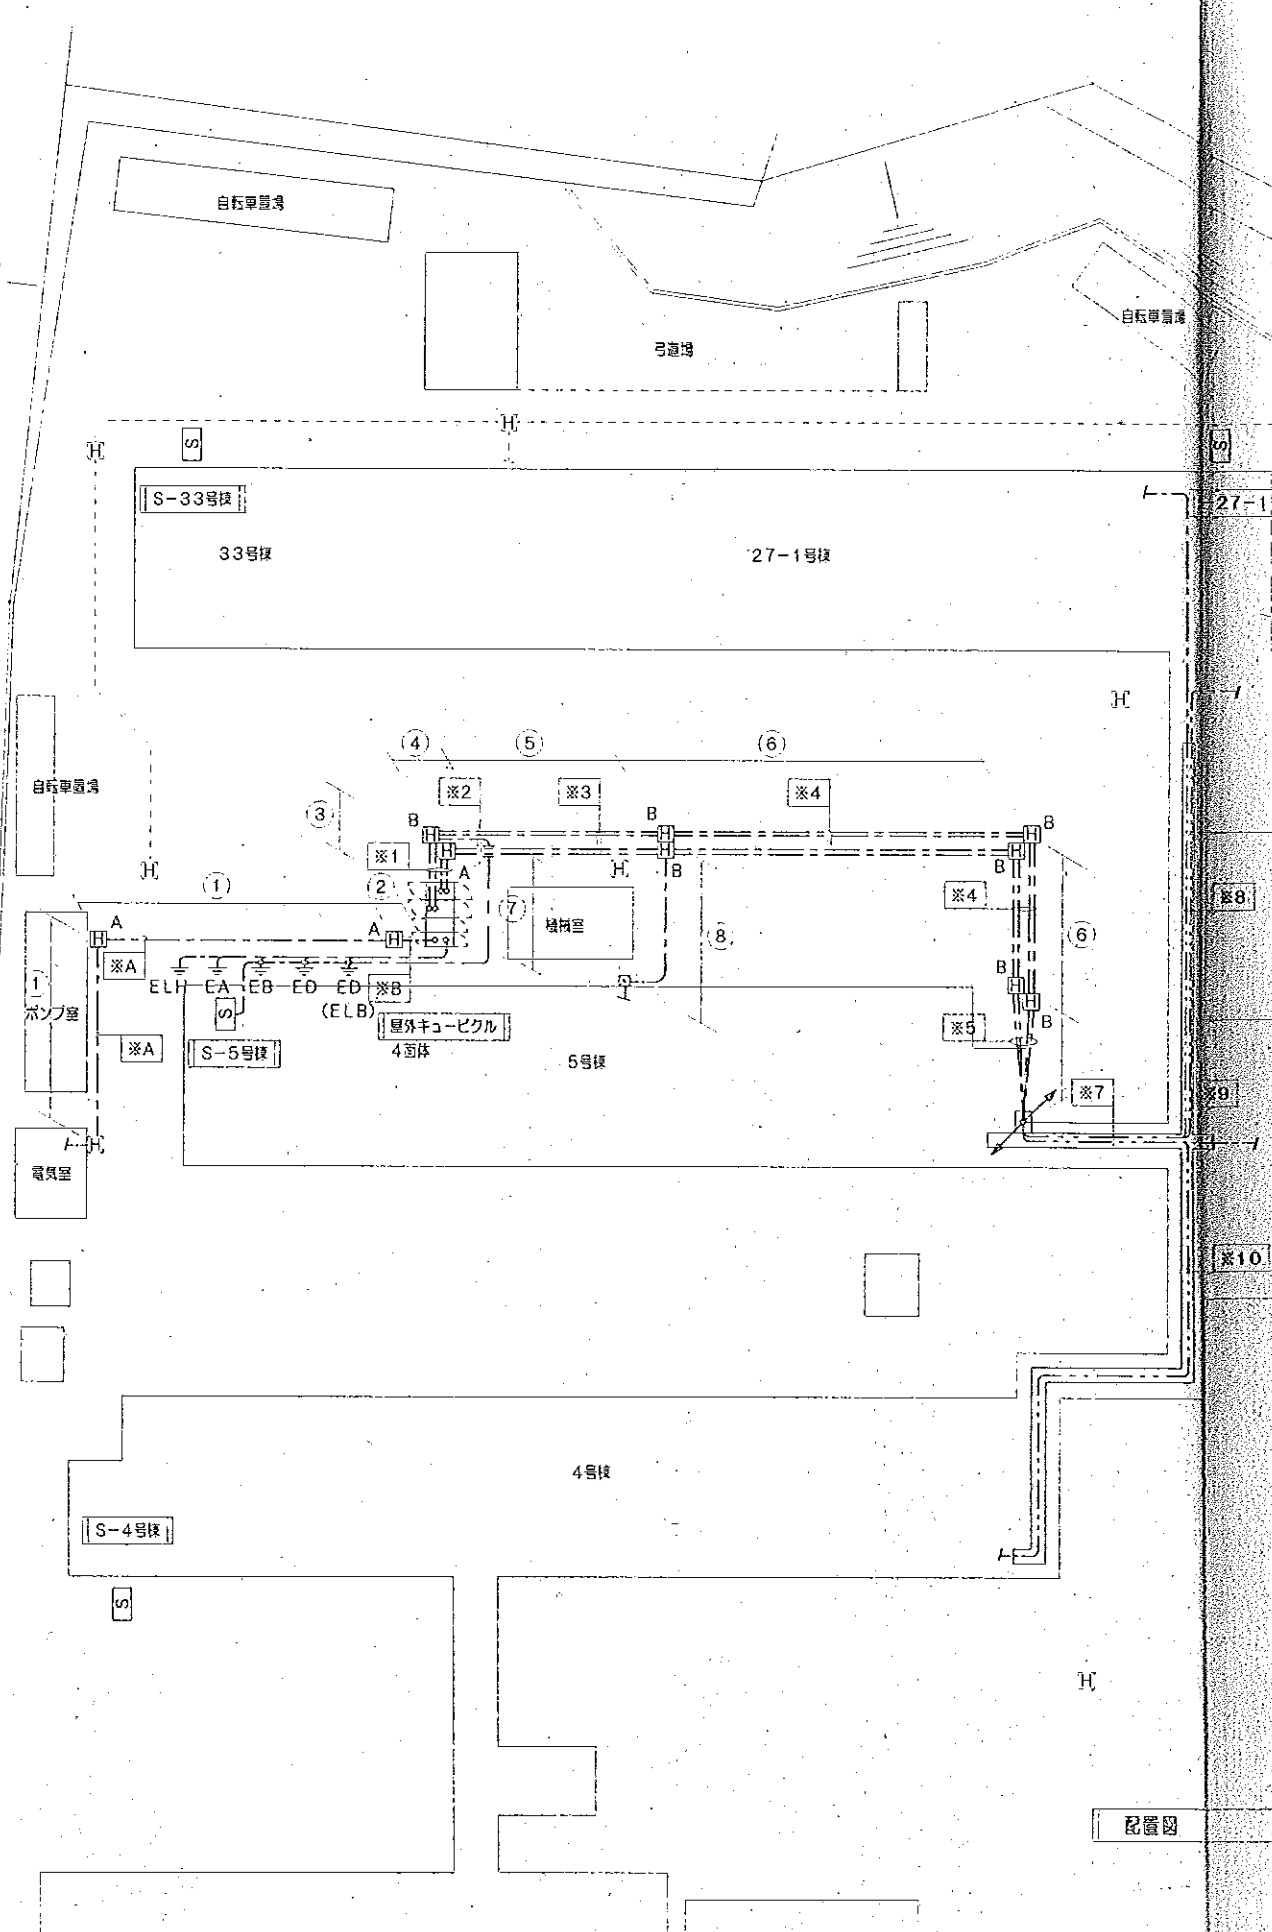 自転車置場
自転車置場
弓道場
H
H
S
S
S-33号棟
27-1
33号棟
27-1号棟
H
自転車置場
④
⑤
⑥
※2
※3
※4
③
B
H
B
H
H
B
※1
H
A
H
B
H
H
B
H
①
②
⑦
機械室
※4
※8
A
H
A
H
⑧
⑥
※A
B
H
①
ELH
EA
EB
ED
ED
(ELB)
※B
H
B
ポンプ室
S
屋外キュービクル
4面体
※5
※A
S-5号棟
5号棟
※7
※9
H
電気室
※10
4号棟
S-4号棟
S
H
配置図